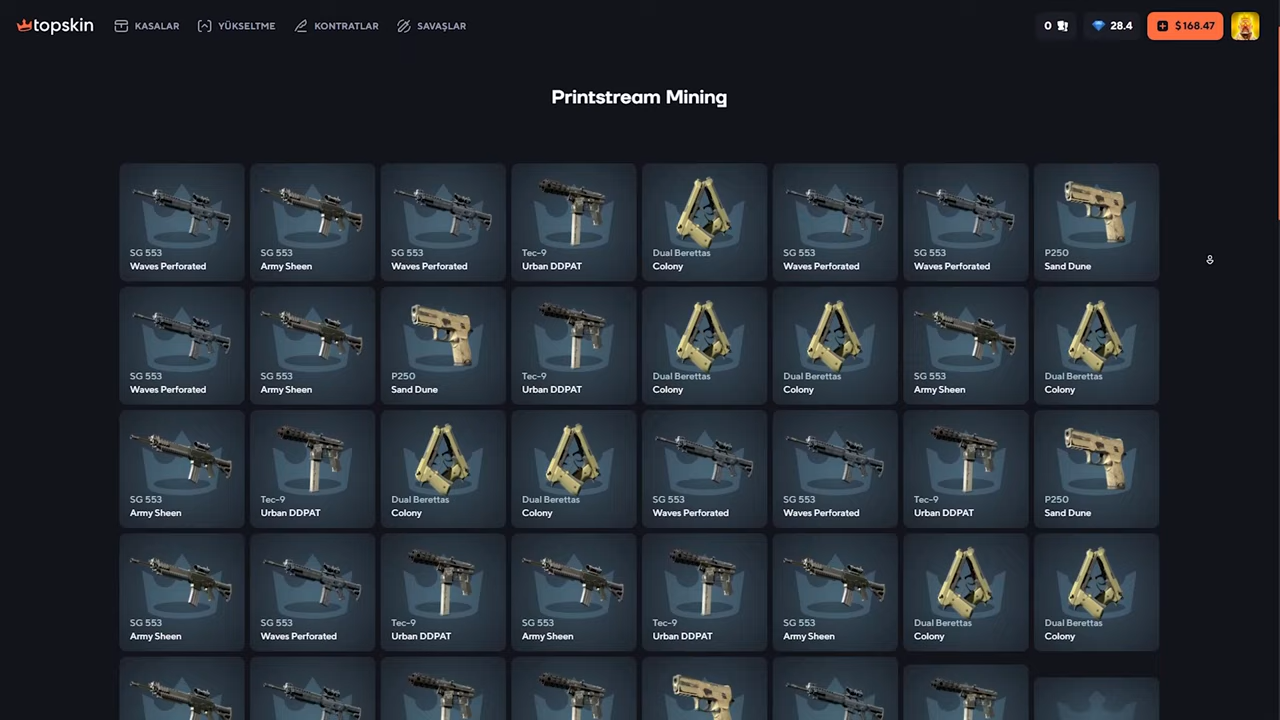 topskin
KASALAR
YÜKSELTME
KONTRATLAR
SAVAŞLAR
0
28.4
$168.47
Printstream Mining
SG 553
Waves Perforated
SG 553
Army Sheen
SG 553
Waves Perforated
Tec-9
Urban DDPAT
Dual Berettas
Colony
SG 553
Waves Perforated
SG 553
Waves Perforated
P250
Sand Dune
SG 553
Waves Perforated
SG 553
Army Sheen
P250
Sand Dune
Tec-9
Urban DDPAT
Dual Berettas
Colony
Dual Berettas
Colony
SG 553
Army Sheen
Dual Berettas
Colony
SG 553
Army Sheen
Tec-9
Urban DDPAT
Dual Berettas
Colony
Dual Berettas
Colony
SG 553
Waves Perforated
SG 553
Waves Perforated
Tec-9
Urban DDPAT
P250
Sand Dune
SG 553
Army Sheen
SG 553
Waves Perforated
Tec-9
Urban DDPAT
SG 553
Army Sheen
Tec-9
Urban DDPAT
SG 553
Army Sheen
Dual Berettas
Colony
Dual Berettas
Colony